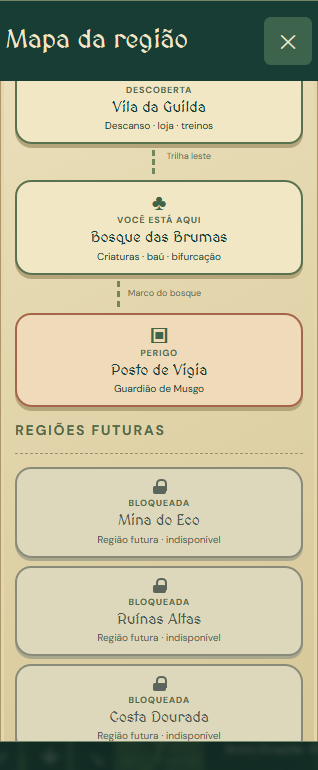 Mapa da região
DESCOBERTA
Vila da Guilda
Descanso · loja · treinos
Trilha leste
VOCÊ ESTÁ AQUI
Bosque das Brumas
Criaturas · baú · bifurcação
Marco do bosque
PERIGO
Posto de Vigia
Guardião de Musgo
REGIÕES FUTURAS
BLOQUEADA
Mina do Eco
Região futura · indisponível
BLOQUEADA
Ruínas Altas
Região futura · indisponível
BLOQUEADA
Costa Dourada
Região futura · indisponível